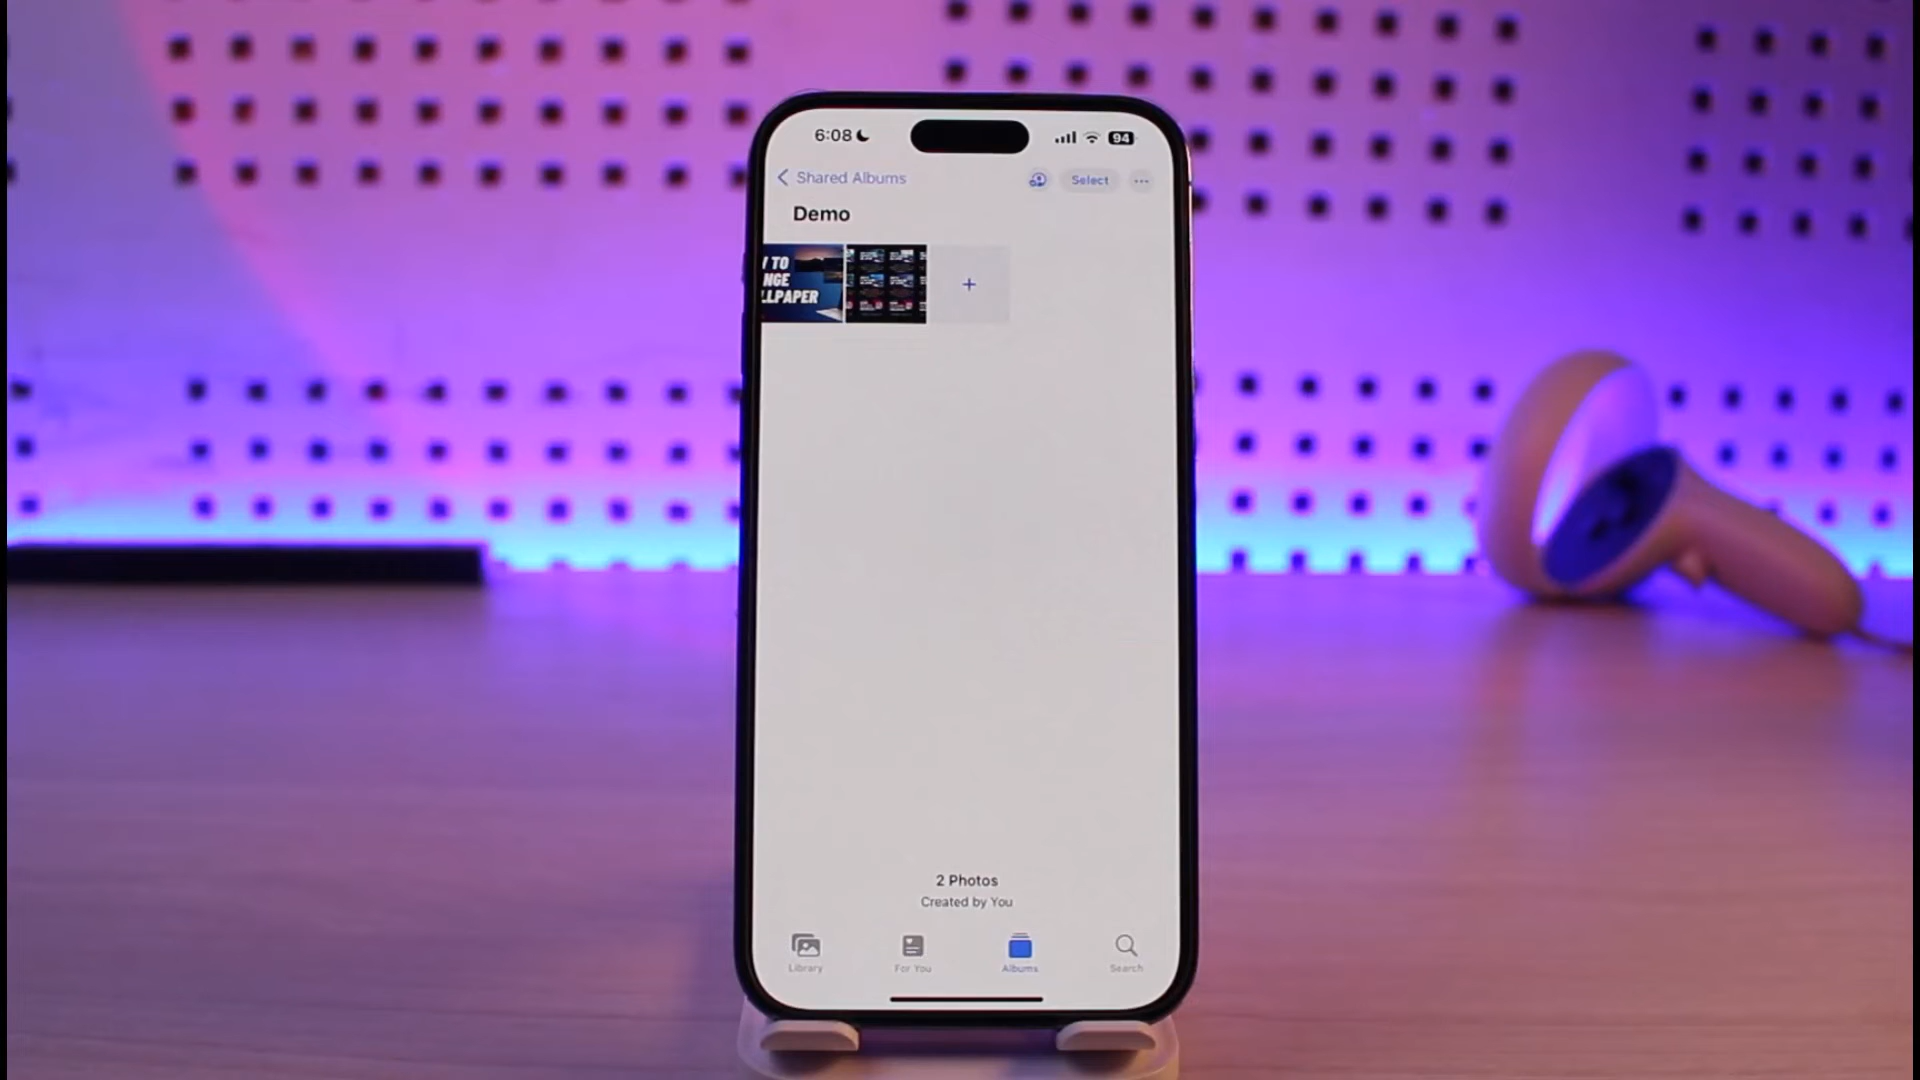 6:08
94
Shared Albums
Select
Demo
TO
NGE
LLPAPER
+
2 Photos
Created by You
Library
For You
Albums
Search